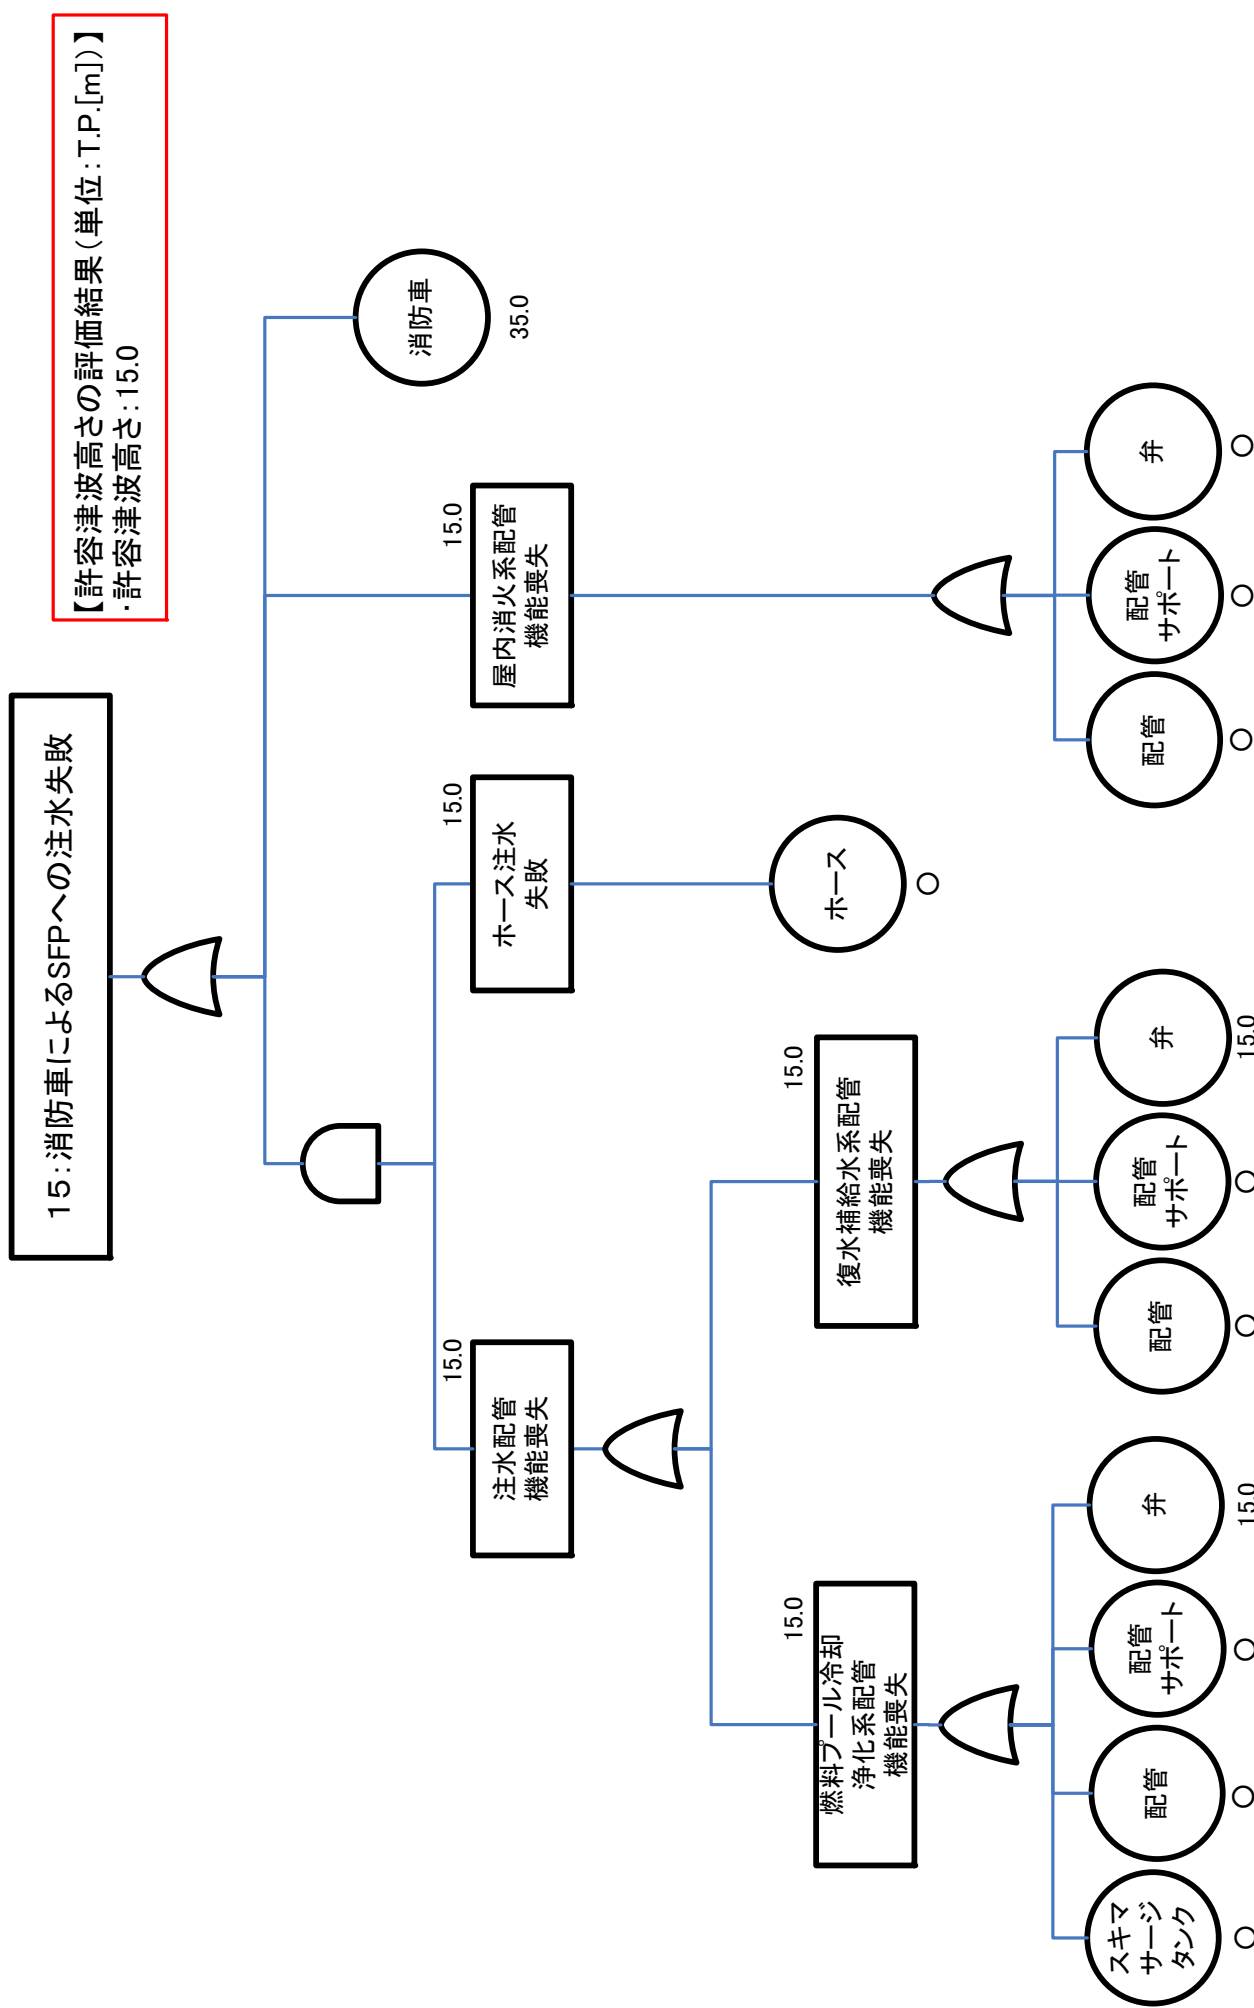 15:消防車によるSFPへの注水失敗
【許容津波高さの評価結果(単位:T.P.[m])】
・許容津波高さ:15.0
15.0
注水配管
機能喪失
15.0
ホース注水
失敗
15.0
屋内消火系配管
機能喪失
消防車
35.0
15.0
燃料プール冷却
浄化系配管
機能喪失
15.0
復水補給水系配管
機能喪失
ホース
○
スキマ
サージ
タンク
○
配管
○
配管
サポート
○
弁
15.0
配管
○
配管
サポート
○
弁
15.0
配管
○
配管
サポート
○
弁
○